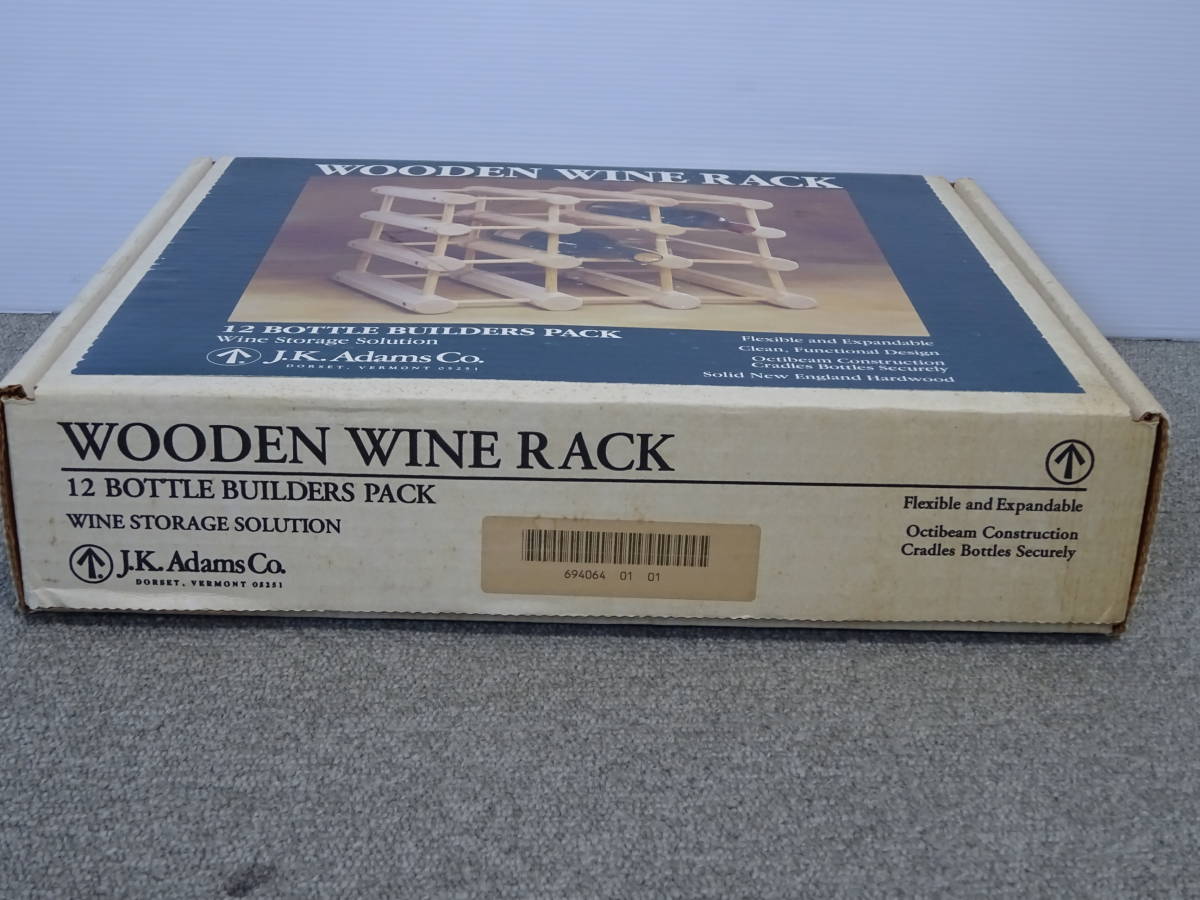 WOODEN WINE RACK
12 BOTTLE BUILDERS PACK
Wine Storage Solution
J.K. Adams Co.
DORSET, VERMONT 05251
Flexible and Expandable
Clean, Functional Design
Octibeam Construction
Cradles Bottles Securely
Solid New England Hardwood
WOODEN WINE RACK
12 BOTTLE BUILDERS PACK
WINE STORAGE SOLUTION
J.K. Adams Co.
DORSET, VERMONT 05251
694064 01 01
Flexible and Expandable
Octibeam Construction
Cradles Bottles Securely